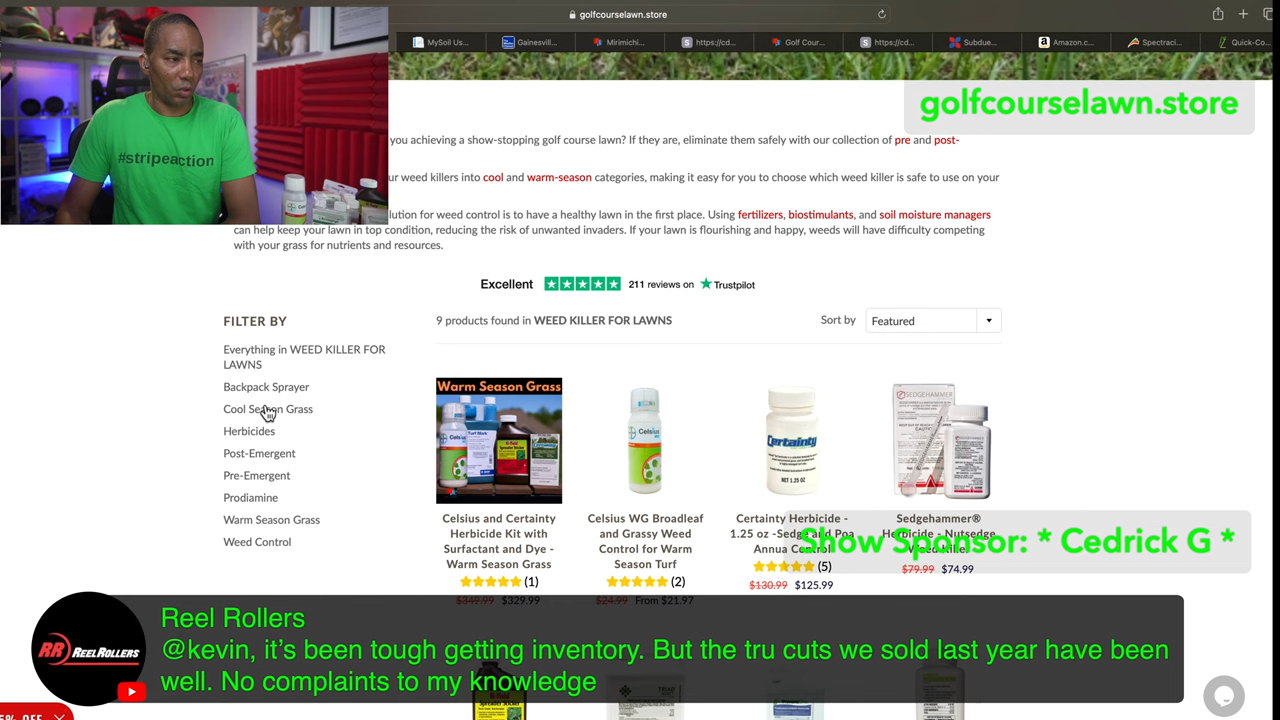 golfcourselawn.store
MySoil Us...
Gainesvill...
Mirimichi...
https://cd...
Golf Cour...
https://cd...
Subdue...
Amazon.c...
Spectraci...
Quick-Co...
golfcourselawn.store
#stripeaction
you achieving a show-stopping golf course lawn? If they are, eliminate them safely with our collection of pre and post-
ur weed killers into cool and warm-season categories, making it easy for you to choose which weed killer is safe to use on your
lution for weed control is to have a healthy lawn in the first place. Using fertilizers, biostimulants, and soil moisture managers
can help keep your lawn in top condition, reducing the risk of unwanted invaders. If your lawn is flourishing and happy, weeds will have difficulty competing
with your grass for nutrients and resources.
Excellent 211 reviews on Trustpilot
FILTER BY
Everything in WEED KILLER FOR
LAWNS
Backpack Sprayer
Cool Season Grass
Herbicides
Post-Emergent
Pre-Emergent
Prodiamine
Warm Season Grass
Weed Control
9 products found in WEED KILLER FOR LAWNS
Sort by Featured
Warm Season Grass
Celsius
Turf Mark
Certainty
SEDGEHAMMER
Celsius and Certainty
Herbicide Kit with
Surfactant and Dye -
Warm Season Grass
(1)
$349.99 $329.99
Celsius WG Broadleaf
and Grassy Weed
Control for Warm
Season Turf
(2)
$24.99 From $21.97
Certainty Herbicide -
1.25 oz -Sedge and Poa
Annua Control
(5)
$130.99 $125.99
Sedgehammer®
Herbicide - Nutsedge
Weed Killer
$79.99 $74.99
Show Sponsor: * Cedrick G *
RR REELROLLERS
Reel Rollers
@kevin, it's been tough getting inventory. But the tru cuts we sold last year have been
well. No complaints to my knowledge
5% OFF